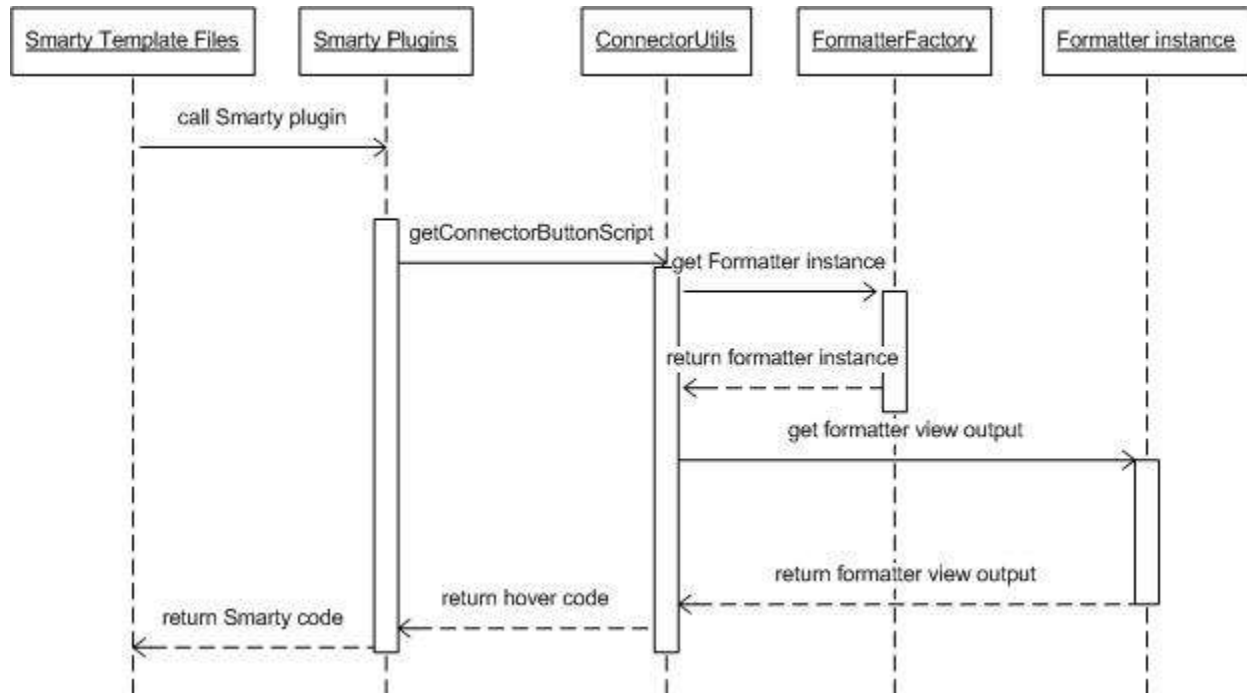 Smarty Template Files
Smarty Plugins
ConnectorUtils
FormatterFactory
Formatter instance
call Smarty plugin
getConnectorButtonScript
get Formatter instance
return formatter instance
get formatter view output
return formatter view output
return hover code
return Smarty code